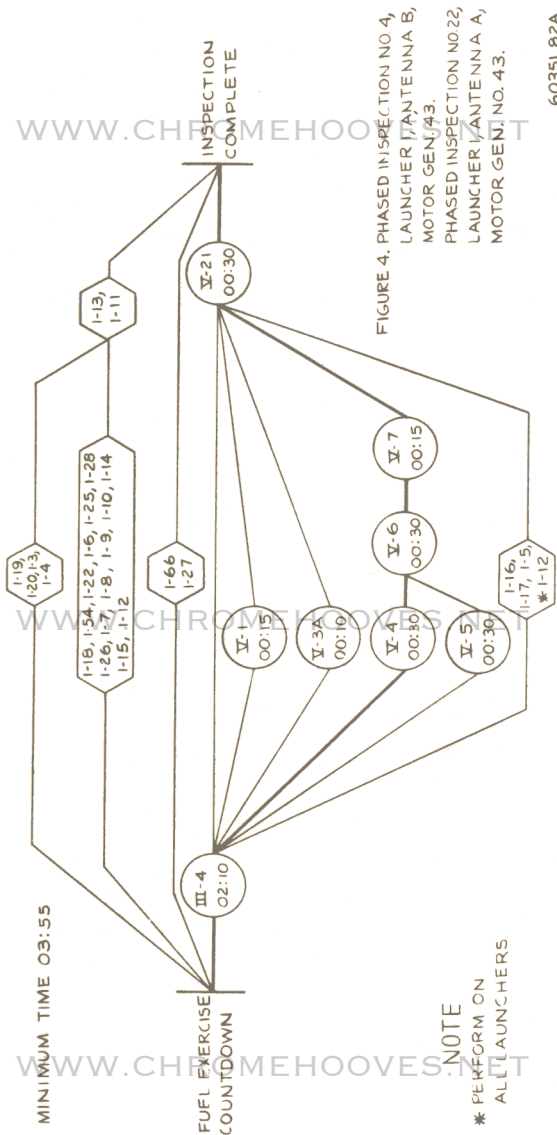 MINIMUM TIME 03:55
FUFL EXERCISE
COUNTDOWN
III-4
02:10
1-19,
1-20, 1-3,
1-4
1-18, 1-54, 1-22, 1-6, 1-25, 1-28
1-26, 1-7, 1-8, 1-9, 1-10, 1-14
1-15, 1-12
1-66
1-27
1-13,
1-11
V-1
00:15
V-3A
00:10
V-4
00:30
V-5
00:30
V-6
00:30
V-7
00:15
1-16,
1-17, 1-5,
* 1-12
V-21
00:30
INSPECTION
COMPLETE
NOTE
* PERFORM ON
ALL LAUNCHERS
FIGURE 4. PHASED INSPECTION NO. 4,
LAUNCHER 1, ANTENNA B,
MOTOR GEN. 43.
PHASED INSPECTION NO. 22,
LAUNCHER 1, ANTENNA A,
MOTOR GEN. NO. 43.
60351.82A
WWW.CHROMEHOOVES.NET
WWW.CHROMEHOOVES.NET
WWW.CHROMEHOOVES.NET